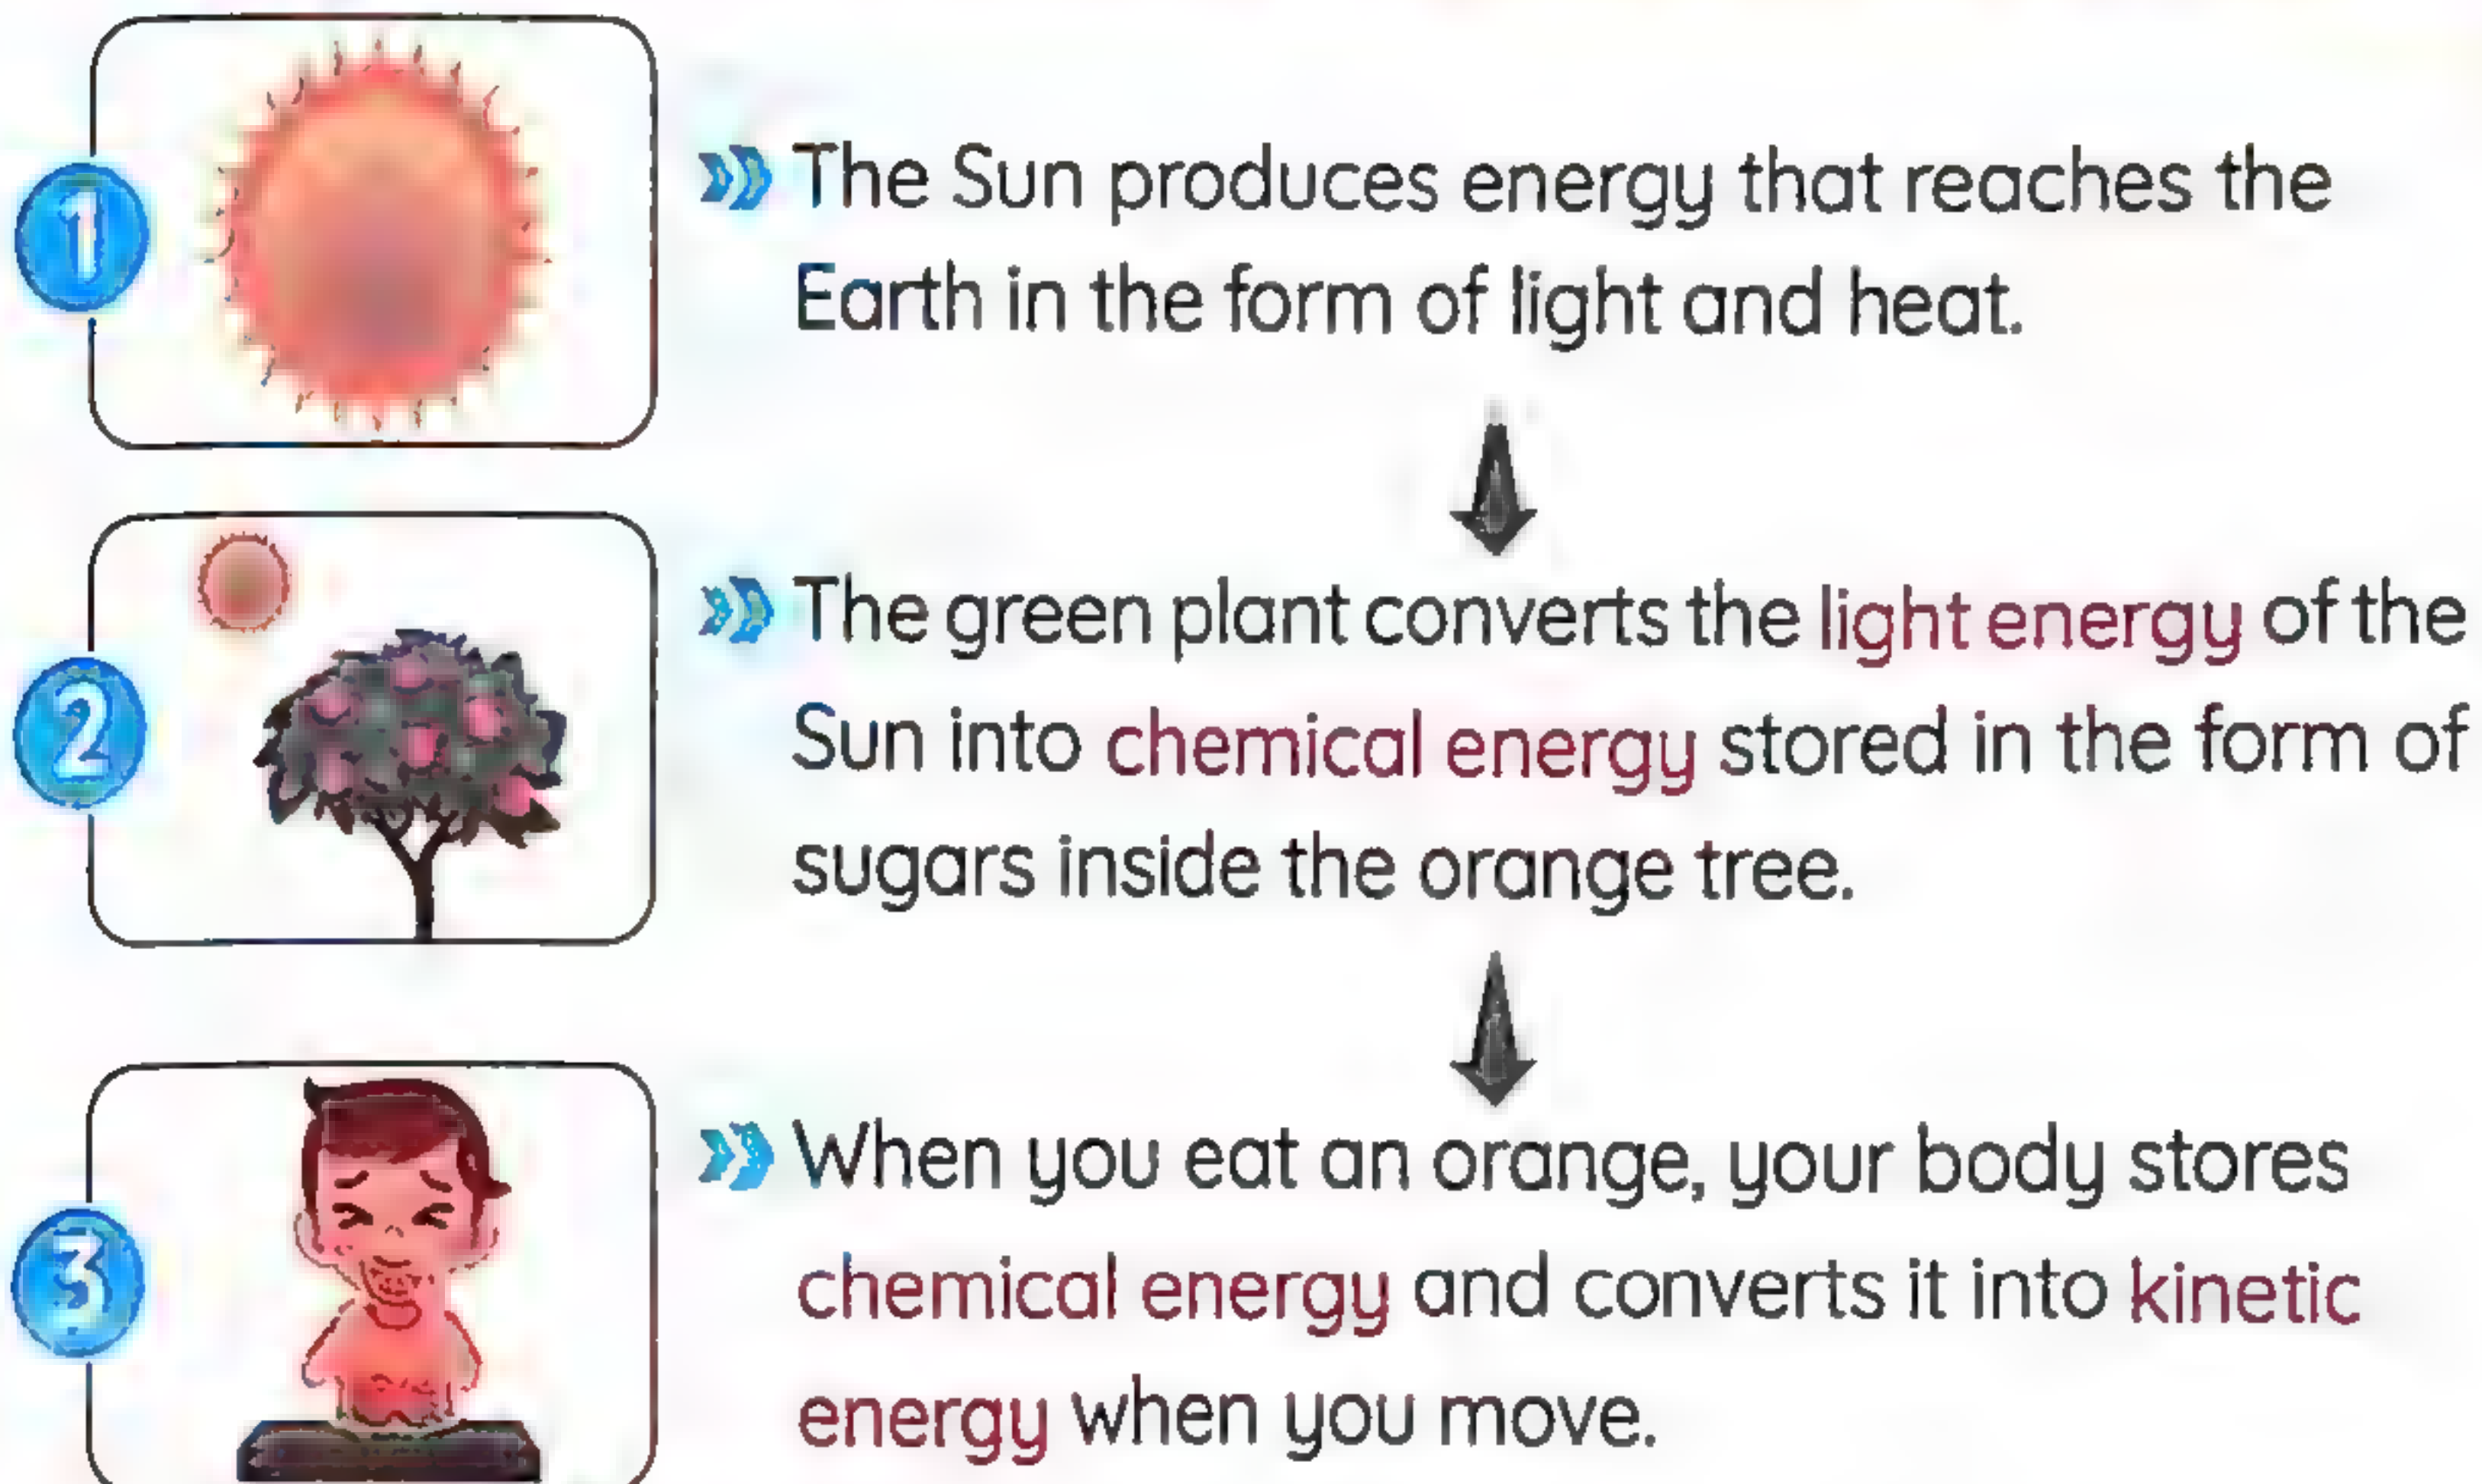 1
The Sun produces energy that reaches the
Earth in the form of light and heat.
2
The green plant converts the light energy of the
Sun into chemical energy stored in the form of
sugars inside the orange tree.
3
When you eat an orange, your body stores
chemical energy and converts it into kinetic
energy when you move.